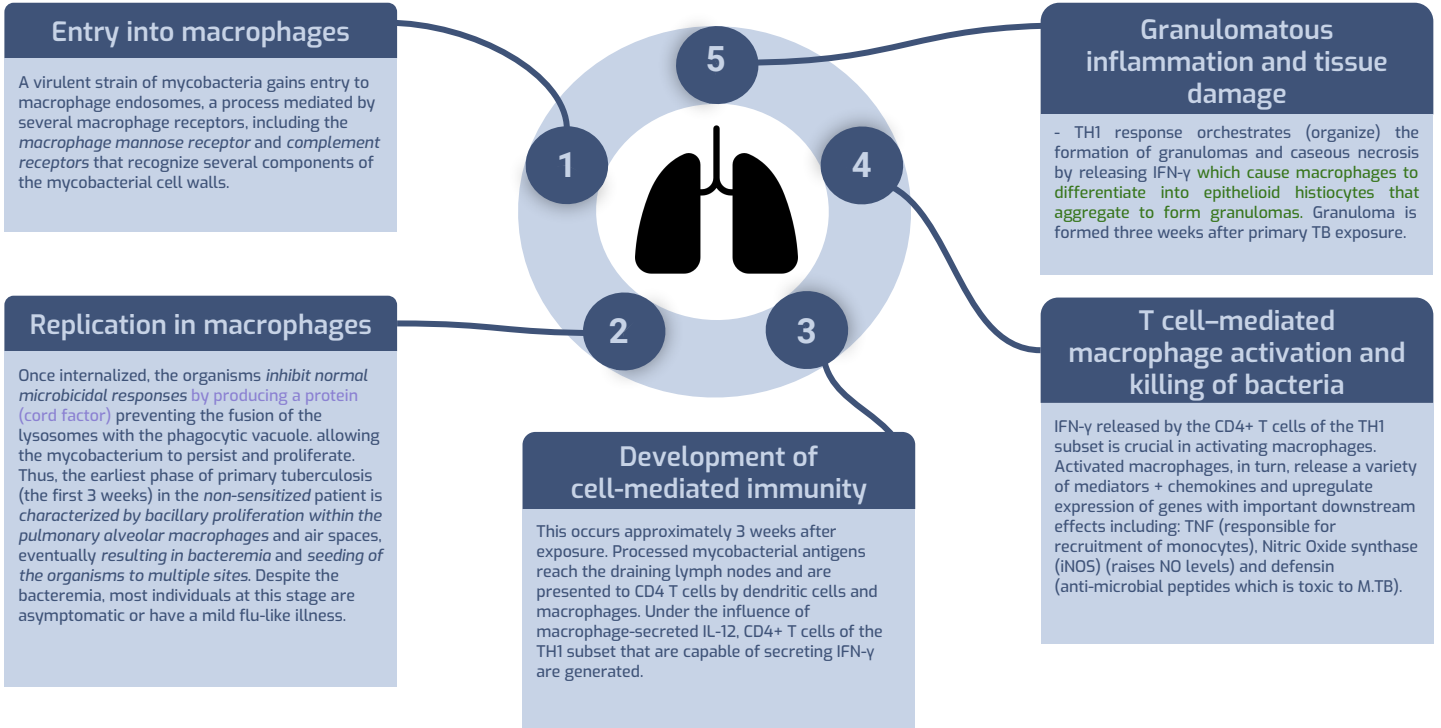 Entry into macrophages
A virulent strain of mycobacteria gains entry to
macrophage endosomes, a process mediated by
several macrophage receptors, including the
macrophage mannose receptor and complement
receptors that recognize several components of
the mycobacterial cell walls.
1
Replication in macrophages
Once internalized, the organisms inhibit normal
microbicidal responses by producing a protein
(cord factor) preventing the fusion of the
lysosomes with the phagocytic vacuole. allowing
the mycobacterium to persist and proliferate.
Thus, the earliest phase of primary tuberculosis
(the first 3 weeks) in the non-sensitized patient is
characterized by bacillary proliferation within the
pulmonary alveolar macrophages and air spaces,
eventually resulting in bacteremia and seeding of
the organisms to multiple sites. Despite the
bacteremia, most individuals at this stage are
asymptomatic or have a mild flu-like illness.
2
3
Development of
cell-mediated immunity
This occurs approximately 3 weeks after
exposure. Processed mycobacterial antigens
reach the draining lymph nodes and are
presented to CD4 T cells by dendritic cells and
macrophages. Under the influence of
macrophage-secreted IL-12, CD4+ T cells of the
TH1 subset that are capable of secreting IFN-γ
are generated.
4
T cell–mediated
macrophage activation and
killing of bacteria
IFN-γ released by the CD4+ T cells of the TH1
subset is crucial in activating macrophages.
Activated macrophages, in turn, release a variety
of mediators + chemokines and upregulate
expression of genes with important downstream
effects including: TNF (responsible for
recruitment of monocytes), Nitric Oxide synthase
(iNOS) (raises NO levels) and defensin
(anti-microbial peptides which is toxic to M.TB).
5
Granulomatous
inflammation and tissue
damage
- TH1 response orchestrates (organize) the
formation of granulomas and caseous necrosis
by releasing IFN-γ which cause macrophages to
differentiate into epithelioid histiocytes that
aggregate to form granulomas. Granuloma is
formed three weeks after primary TB exposure.